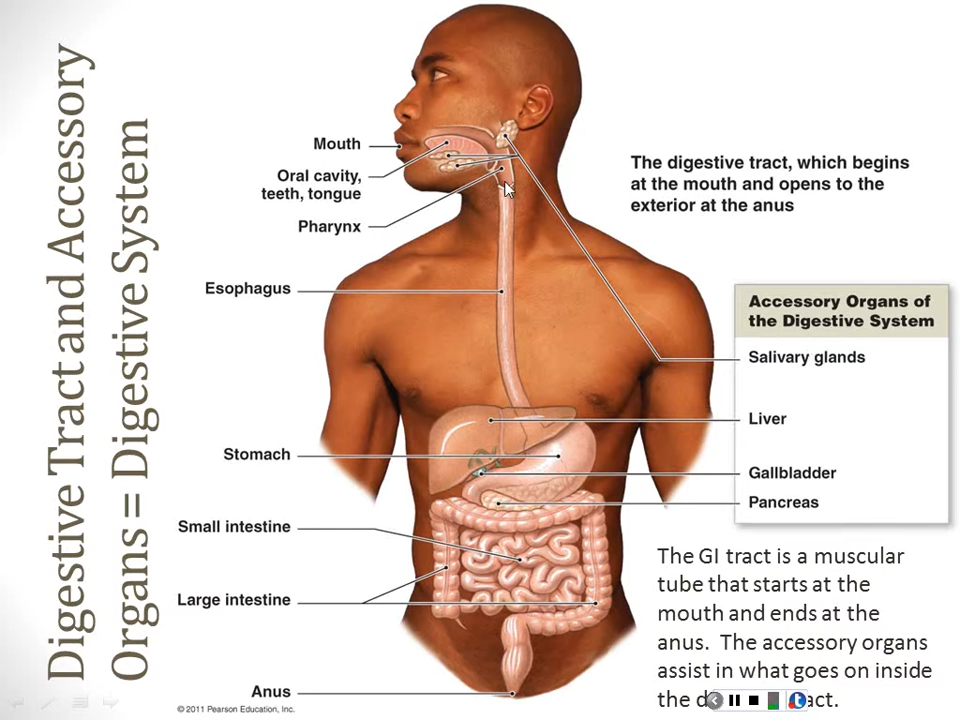 Digestive Tract and Accessory
Organs = Digestive System
Mouth
Oral cavity,
teeth, tongue
Pharynx
Esophagus
Stomach
Small intestine
Large intestine
Anus
© 2011 Pearson Education, Inc.
The digestive tract, which begins
at the mouth and opens to the
exterior at the anus
Accessory Organs of
the Digestive System
Salivary glands
Liver
Gallbladder
Pancreas
The GI tract is a muscular
tube that starts at the
mouth and ends at the
anus. The accessory organs
assist in what goes on inside
the